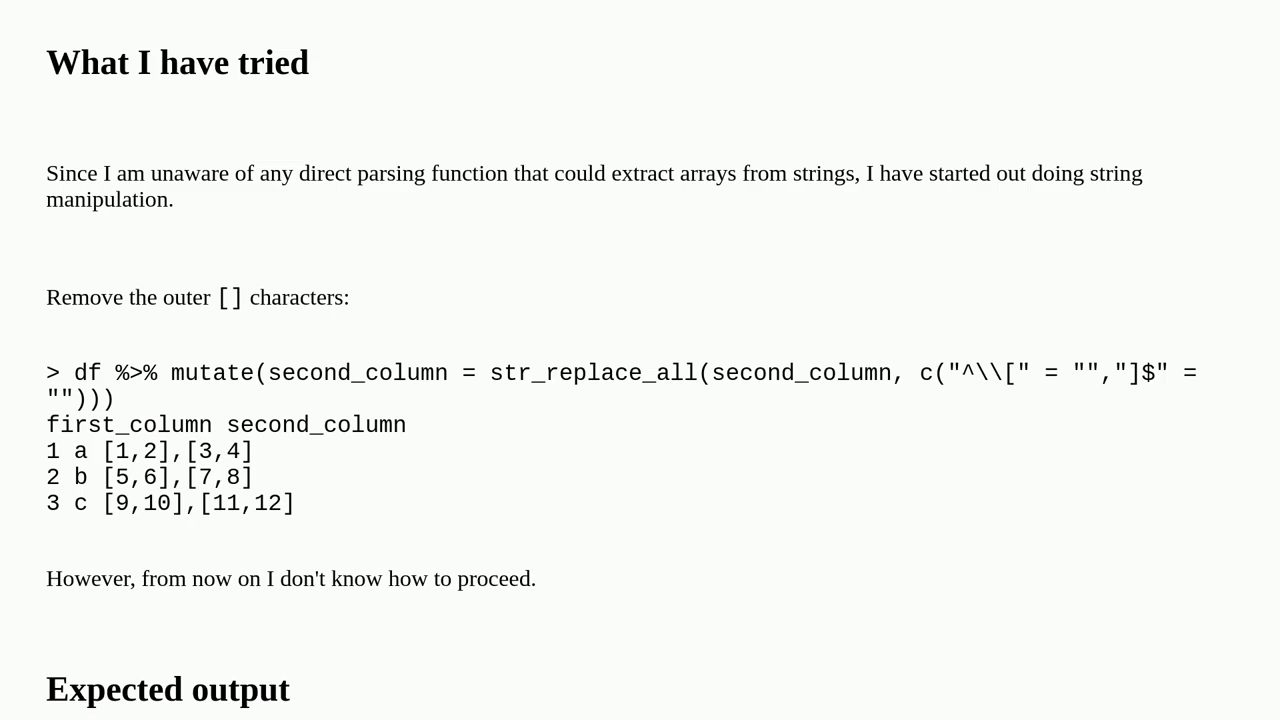 What I have tried
Since I am unaware of any direct parsing function that could extract arrays from strings, I have started out doing string
manipulation.
Remove the outer [] characters:
> df %>% mutate(second_column = str_replace_all(second_column, c("^\\[" = "","]$" =
"")))
first_column second_column
1 a [1,2],[3,4]
2 b [5,6],[7,8]
3 c [9,10],[11,12]
However, from now on I don't know how to proceed.
Expected output